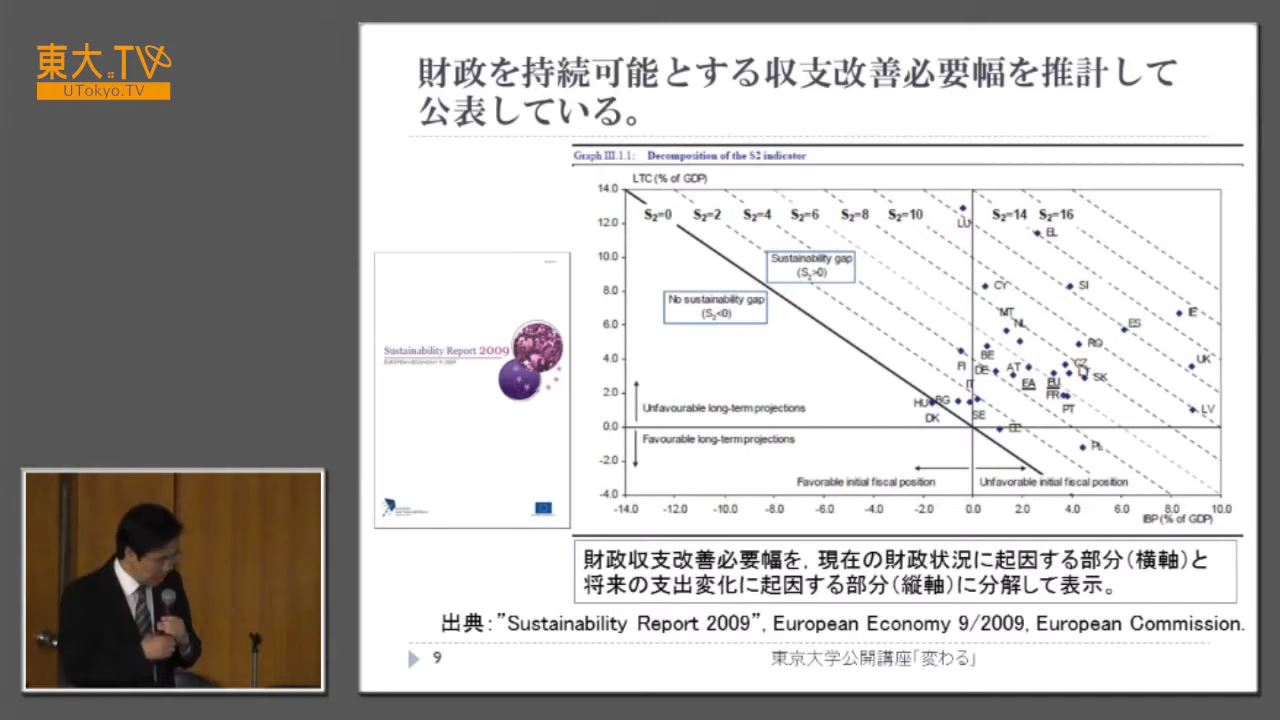 東大.TV
UTokyo.TV
財政を持続可能とする収支改善必要幅を推計して
公表している。
Graph III.1.1: Decomposition of the S2 indicator
LTC (% of GDP)
14.0
12.0
10.0
8.0
6.0
4.0
2.0
0.0
-2.0
-4.0
S2=0 S2=2 S2=4 S2=6 S2=8 S2=10 S2=14 S2=16
LU
EL
Sustainability gap
(S2>0)
No sustainability gap
(S2<0)
CY
SI
MT
NL
ES
IE
RO
BE
FI
DE
AT
CZ
LT
SK
UK
IT
EA
EU
FR
HU
BG
DK
SE
PT
LV
EE
PL
Unfavourable long-term projections
Favourable long-term projections
Favorable initial fiscal position
Unfavorable initial fiscal position
-14.0 -12.0 -10.0 -8.0 -6.0 -4.0 -2.0 0.0 2.0 4.0 6.0 8.0 10.0
IBP (% of GDP)
Sustainability Report 2009
EUROPEAN ECONOMY 9|2009
財政収支改善必要幅を，現在の財政状況に起因する部分（横軸）と
将来の支出変化に起因する部分（縦軸）に分解して表示。
出典：”Sustainability Report 2009”, European Economy 9/2009, European Commission.
9
東京大学公開講座「変わる」